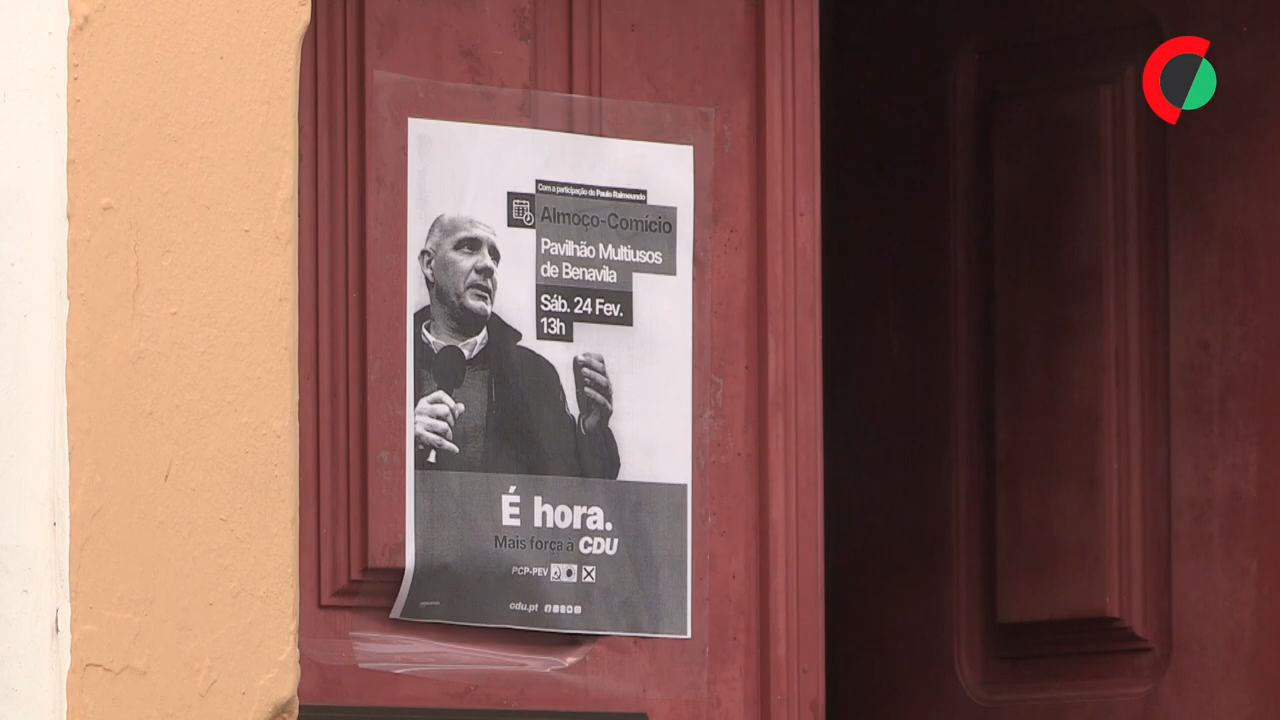 Com a participação de Paulo Raimundo
Almoço-Comício
Pavilhão Multiusos
de Benavila
Sáb. 24 Fev.
13h
É hora.
Mais força à CDU
PCP-PEV
cdu.pt